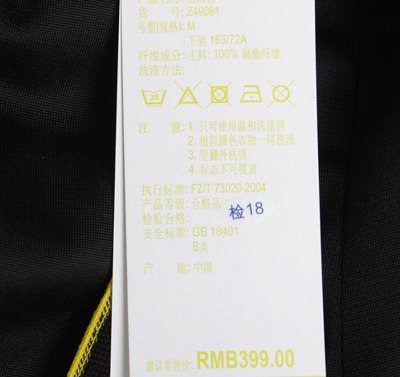 货 号: Z49081
号型(规格): M
下装 165/72A
纤维成分: 主料: 100% 聚酯纤维
洗涤方法:
30
注 意: 1. 只可使用温和洗涤剂
2. 相似颜色衣物一同洗涤
3. 里翻外洗烫
4. 标志不可熨烫
执行标准: FZ/T 73020-2004
产品等级: 合格品
检验合格: 检18
安全标准: GB 18401
B类
产 地: 中国
建议零售价: RMB399.00